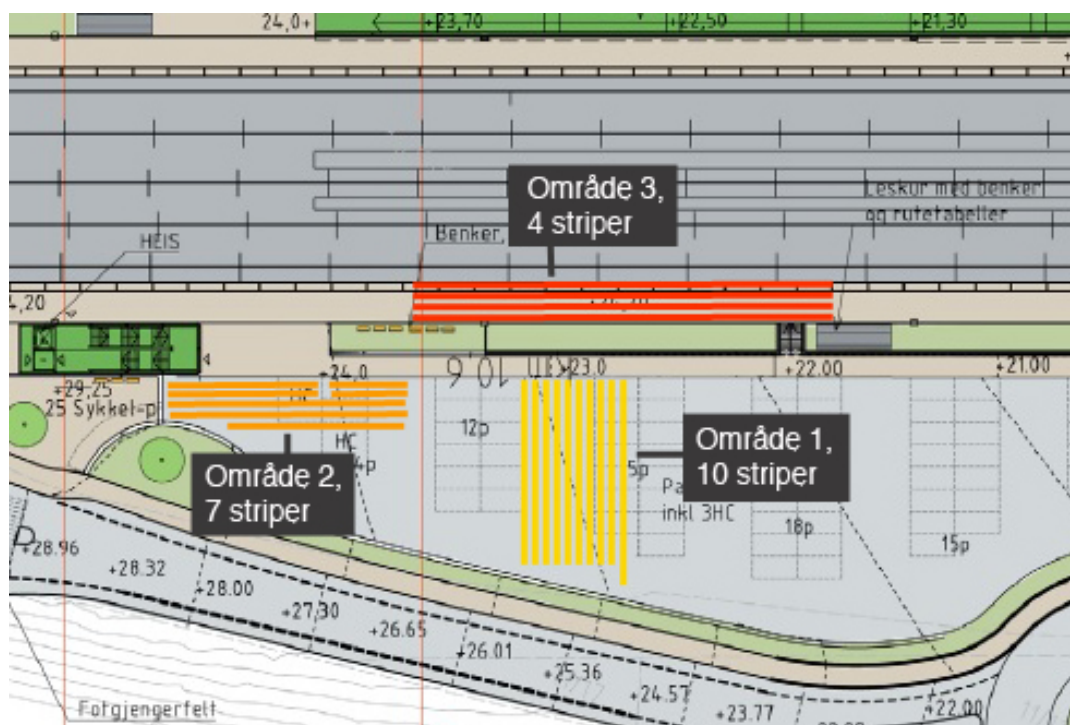 24,0+
+23,70
+22,50
+21,30
Område 3,
4 striper
Leskur med benker
og rutetabeller
HEIS
Benker,
4,20
+29,25
25 Sykkel-p
+24,0
+23,0
+22.00
+21.00
12p
HC
Område 2,
7 striper
Område 1,
10 striper
5p
inkl 3HC
18p
15p
+28.96
+28.32
+28.00
+27,30
+26.65
+26.01
+25.36
+24.57
+23.77
+22.00
Fotgjengerfelt